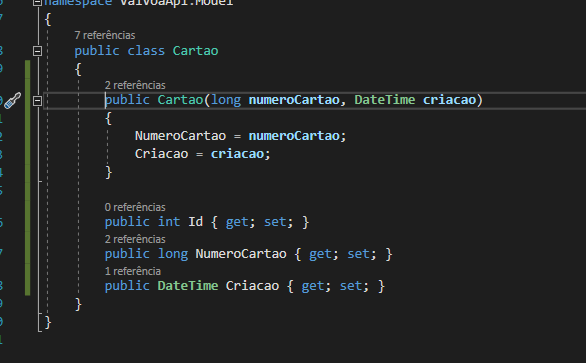 namespace ValVoaApi.Model
{
7 referências
public class Cartao
{
2 referências
public Cartao(long numeroCartao, DateTime criacao)
{
NumeroCartao = numeroCartao;
Criacao = criacao;
}
0 referências
public int Id { get; set; }
2 referências
public long NumeroCartao { get; set; }
1 referência
public DateTime Criacao { get; set; }
}
}